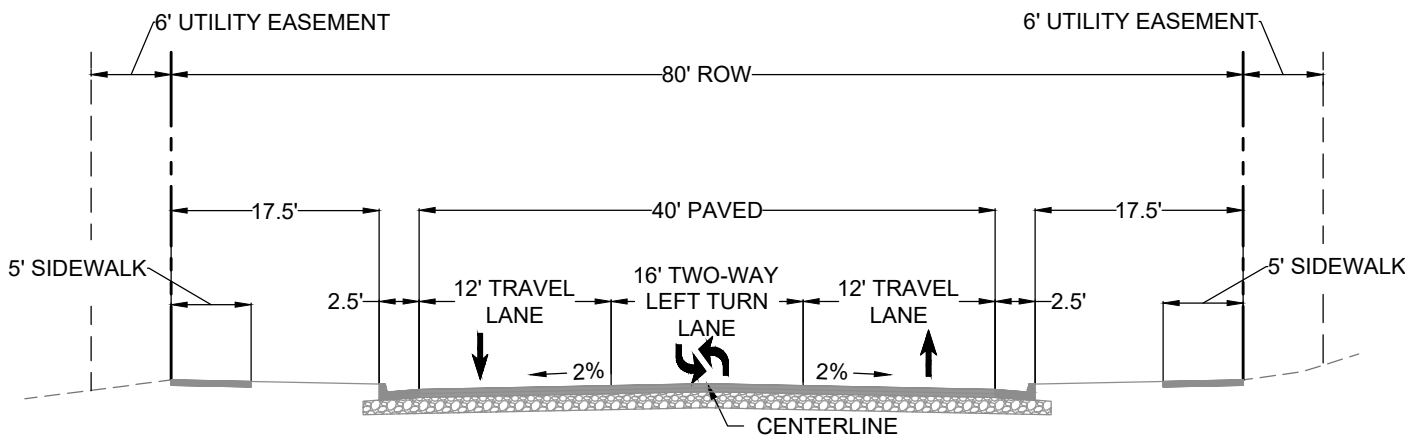 6' UTILITY EASEMENT
6' UTILITY EASEMENT
80' ROW
17.5'
40' PAVED
17.5'
5' SIDEWALK
5' SIDEWALK
2.5'
12' TRAVEL
LANE
16' TWO-WAY
LEFT TURN
LANE
12' TRAVEL
LANE
2.5'
2%
2%
CENTERLINE